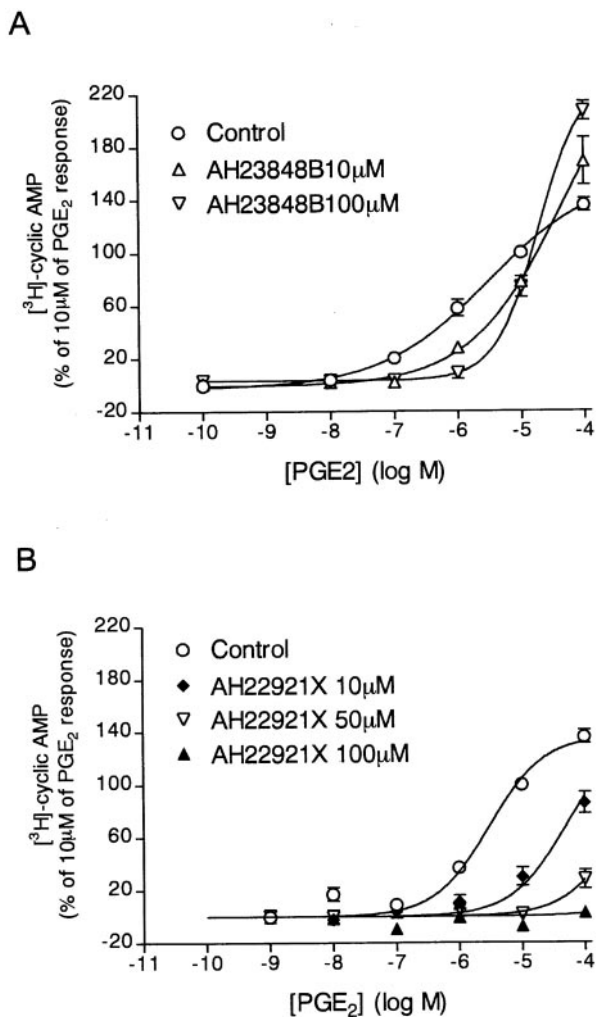 A
[³H]-cyclic AMP
(% of 10µM of PGE₂ response)
220
180
140
100
60
20
-20
Control
AH23848B10µM
AH23848B100µM
-11 -10 -9 -8 -7 -6 -5 -4
[PGE2] (log M)
B
[³H]-cyclic AMP
(% of 10µM of PGE₂ response)
220
180
140
100
60
20
-20
Control
AH22921X 10µM
AH22921X 50µM
AH22921X 100µM
-11 -10 -9 -8 -7 -6 -5 -4
[PGE₂] (log M)